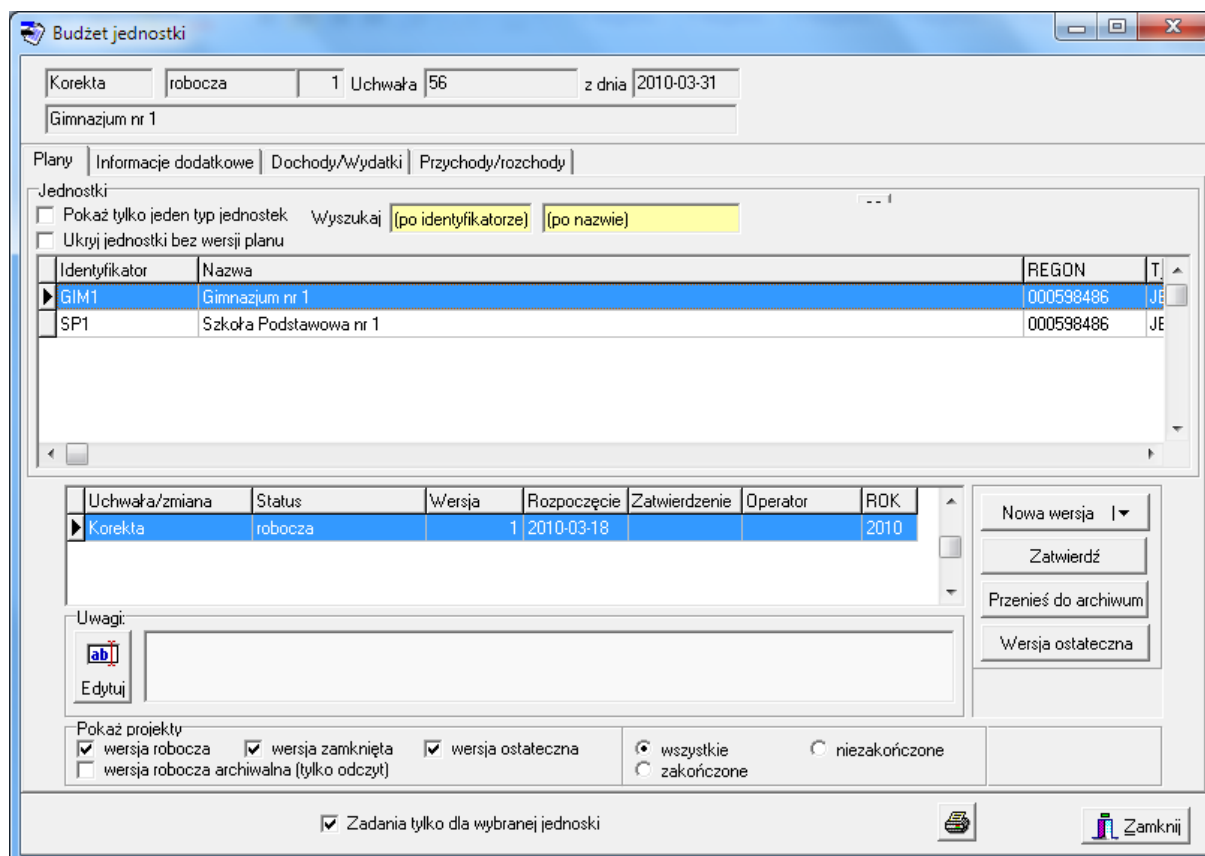 Budżet jednostki
Korekta robocza 1 Uchwała 56 z dnia 2010-03-31
Gimnazjum nr 1
Plany Informacje dodatkowe Dochody/Wydatki Przychody/rozchody
Jednostki
Pokaż tylko jeden typ jednostek Wyszukaj (po identyfikatorze) (po nazwie)
Ukryj jednostki bez wersji planu
Identyfikator Nazwa REGON
GIM1 Gimnazjum nr 1 000598486
SP1 Szkoła Podstawowa nr 1 000598486
Uchwała/zmiana Status Wersja Rozpoczęcie Zatwierdzenie Operator ROK
Korekta robocza 1 2010-03-18 2010
Nowa wersja
Zatwierdź
Przenieś do archiwum
Wersja ostateczna
Uwagi:
ab
Edytuj
Pokaż projekty
wersja robocza wersja zamknięta wersja ostateczna wszystkie niezakończone
wersja robocza archiwalna (tylko odczyt) zakończone
Zadania tylko dla wybranej jednoski Zamknij